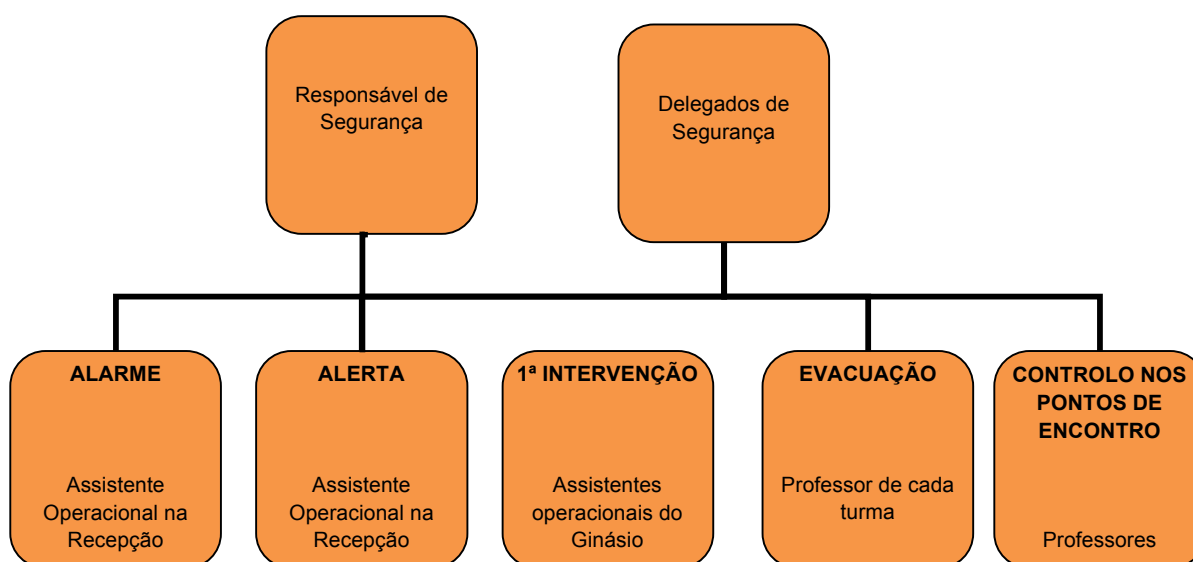 Responsável de
Segurança
Delegados de
Segurança
ALARME
Assistente
Operacional na
Recepção
ALERTA
Assistente
Operacional na
Recepção
1ª INTERVENÇÃO
Assistentes
operacionais do
Ginásio
EVACUAÇÃO
Professor de cada
turma
CONTROLO NOS
PONTOS DE
ENCONTRO
Professores